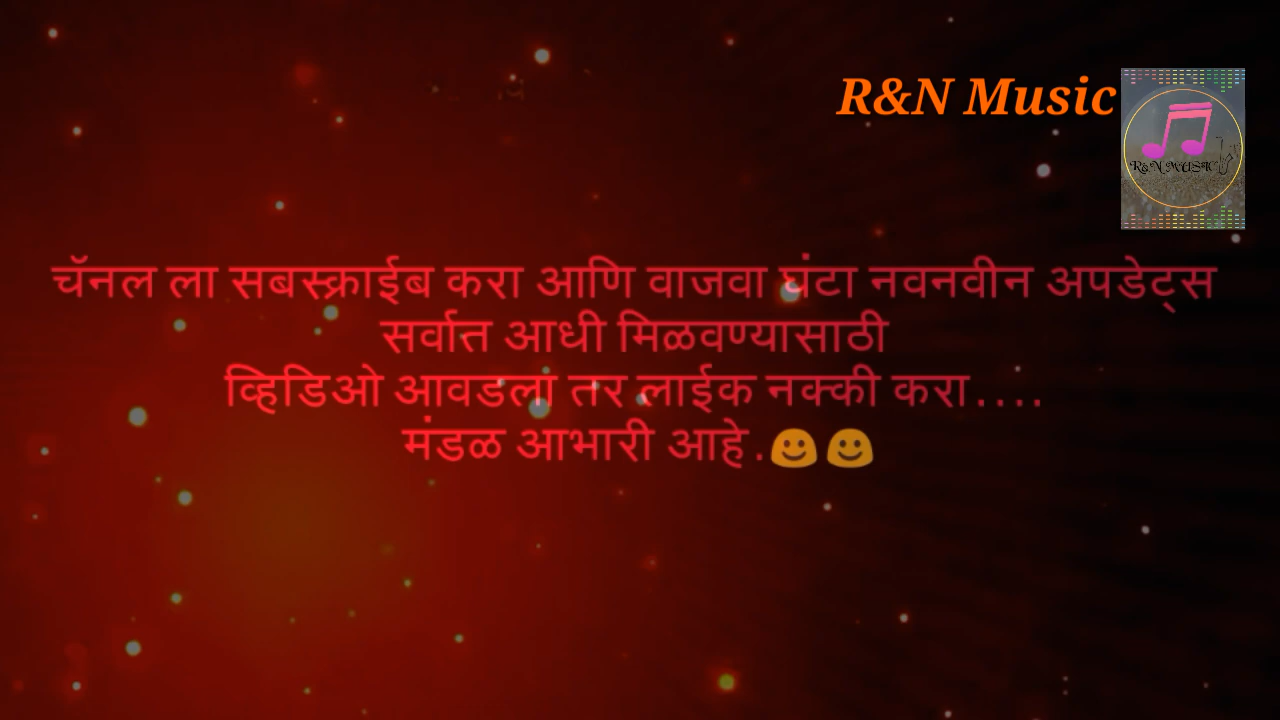 R&N Music
R&N MUSIC
चॅनल ला सबस्क्राईब करा आणि वाजवा घंटा नवनवीन अपडेट्स
सर्वात आधी मिळवण्यासाठी
व्हिडिओ आवडला तर लाईक नक्की करा....
मंडळ आभारी आहे.😊😊